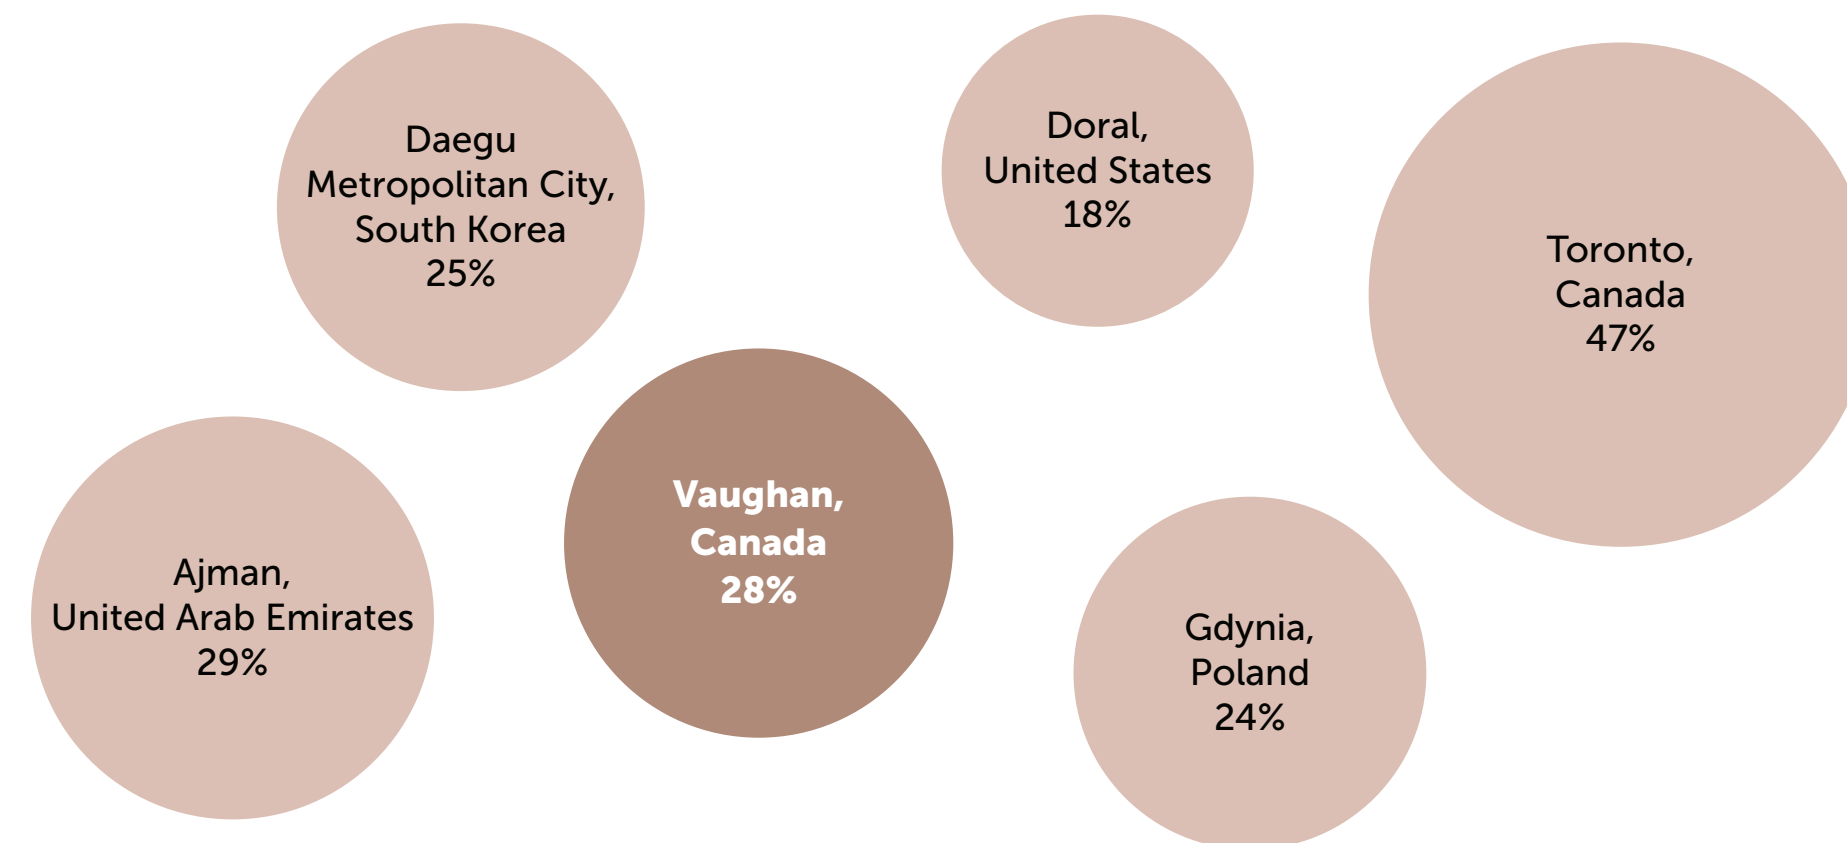 Daegu
Metropolitan City,
South Korea
25%
Doral,
United States
18%
Toronto,
Canada
47%
Ajman,
United Arab Emirates
29%
Vaughan,
Canada
28%
Gdynia,
Poland
24%